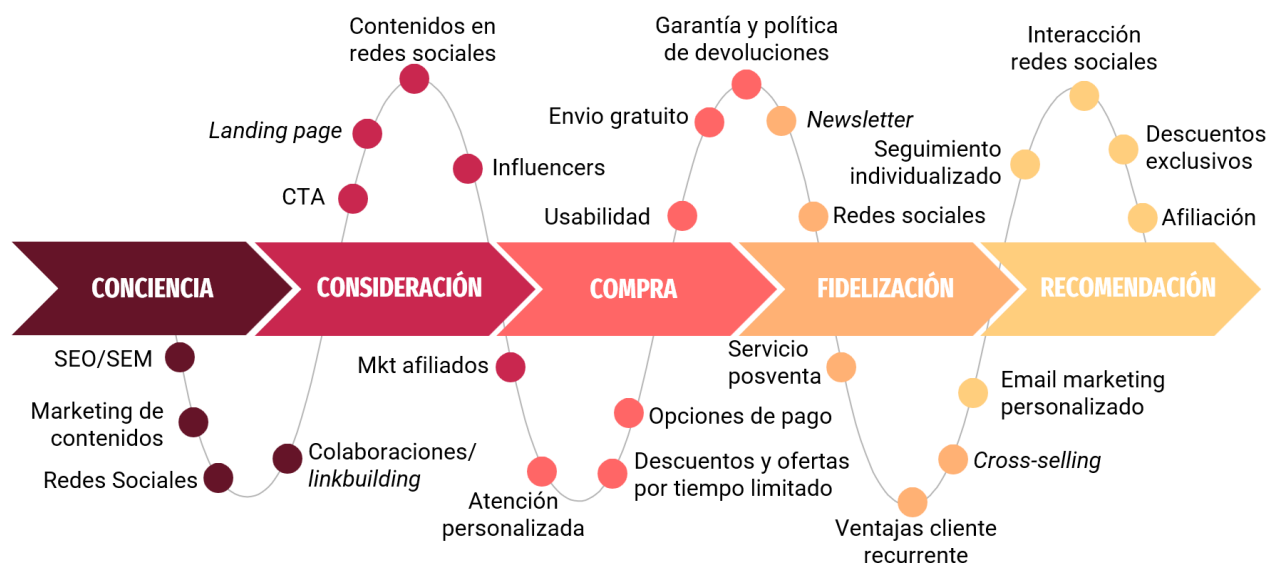 Contenidos en
redes sociales
Landing page
CTA
Influencers
Garantía y política
de devoluciones
Envio gratuito
Newsletter
Usabilidad
Redes sociales
Interacción
redes sociales
Seguimiento
individualizado
Descuentos
exclusivos
Afiliación
CONCIENCIA
CONSIDERACIÓN
COMPRA
FIDELIZACIÓN
RECOMENDACIÓN
SEO/SEM
Marketing de
contenidos
Redes Sociales
Colaboraciones/
linkbuilding
Mkt afiliados
Atención
personalizada
Opciones de pago
Descuentos y ofertas
por tiempo limitado
Servicio
posventa
Ventajas cliente
recurrente
Cross-selling
Email marketing
personalizado